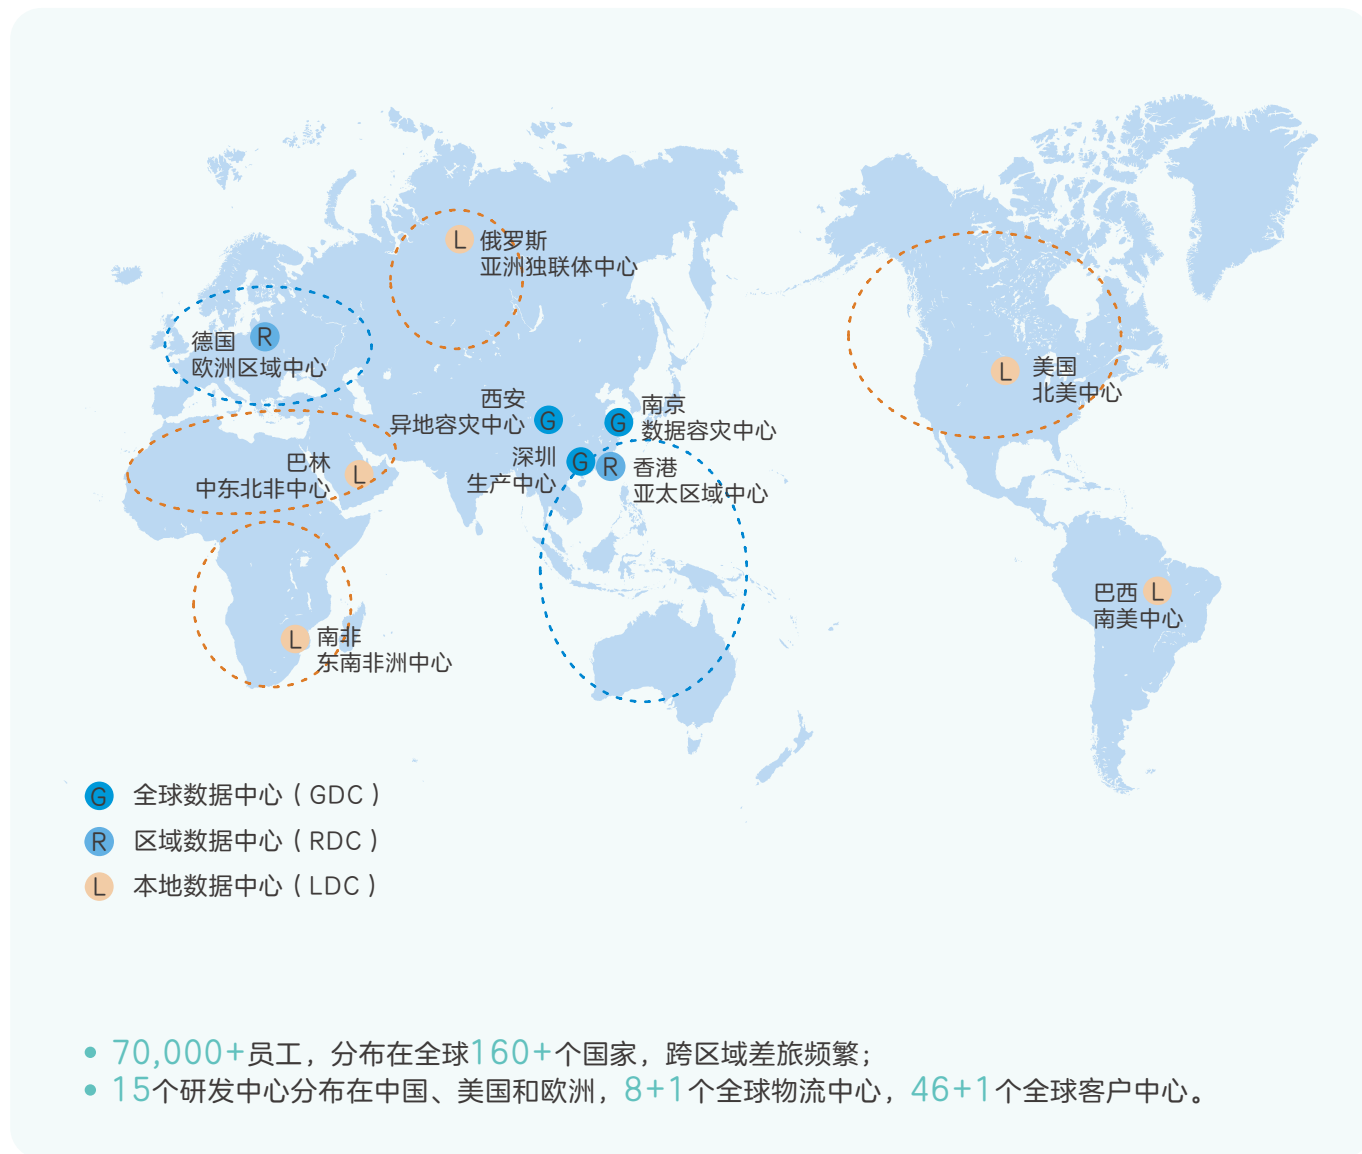 L 俄罗斯
亚洲独联体中心
德国 R
欧洲区域中心
L 美国
北美中心
西安 G
异地容灾中心
G 南京
数据容灾中心
深圳 G
生产中心
R 香港
亚太区域中心
巴林 L
中东北非中心
巴西 L
南美中心
L 南非
东南非洲中心
G 全球数据中心（GDC）
R 区域数据中心（RDC）
L 本地数据中心（LDC）
• 70,000+员工，分布在全球160+个国家，跨区域差旅频繁；
• 15个研发中心分布在中国、美国和欧洲，8+1个全球物流中心，46+1个全球客户中心。